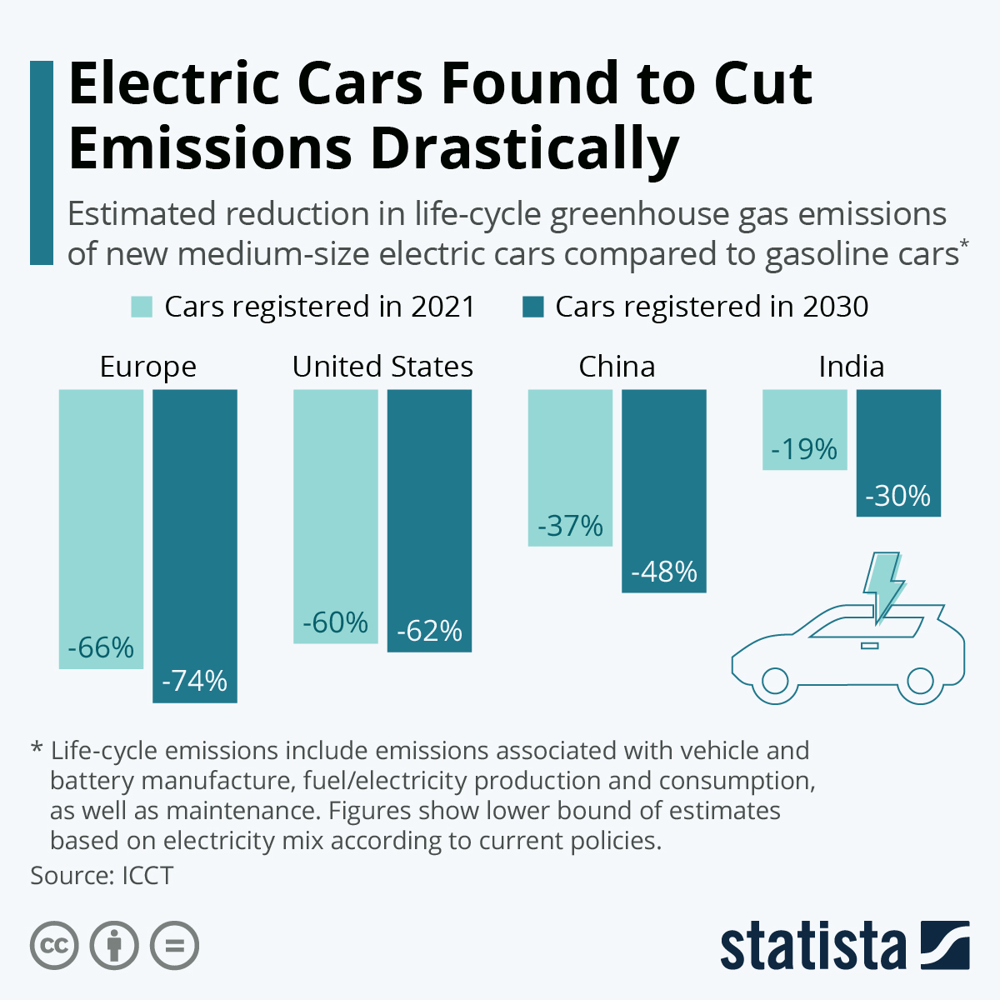 Electric Cars Found to Cut
Emissions Drastically
Estimated reduction in life-cycle greenhouse gas emissions
of new medium-size electric cars compared to gasoline cars*
Cars registered in 2021 Cars registered in 2030
Europe United States China India
-66% -74% -60% -62% -37% -48% -19% -30%
* Life-cycle emissions include emissions associated with vehicle and
battery manufacture, fuel/electricity production and consumption,
as well as maintenance. Figures show lower bound of estimates
based on electricity mix according to current policies.
Source: ICCT
cc = statista